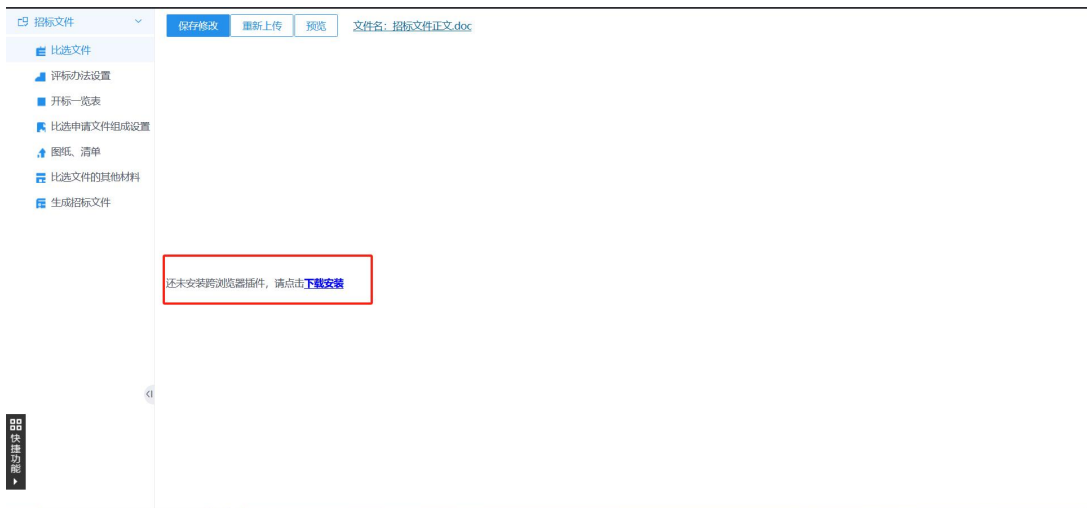 招标文件
比选文件
评标办法设置
开标一览表
比选申请文件组成设置
图纸、清单
比选文件的其他材料
生成招标文件
保存修改 重新上传 预览 文件名：招标文件正文.doc
还未安装跨浏览器插件，请点击下载安装
快捷功能